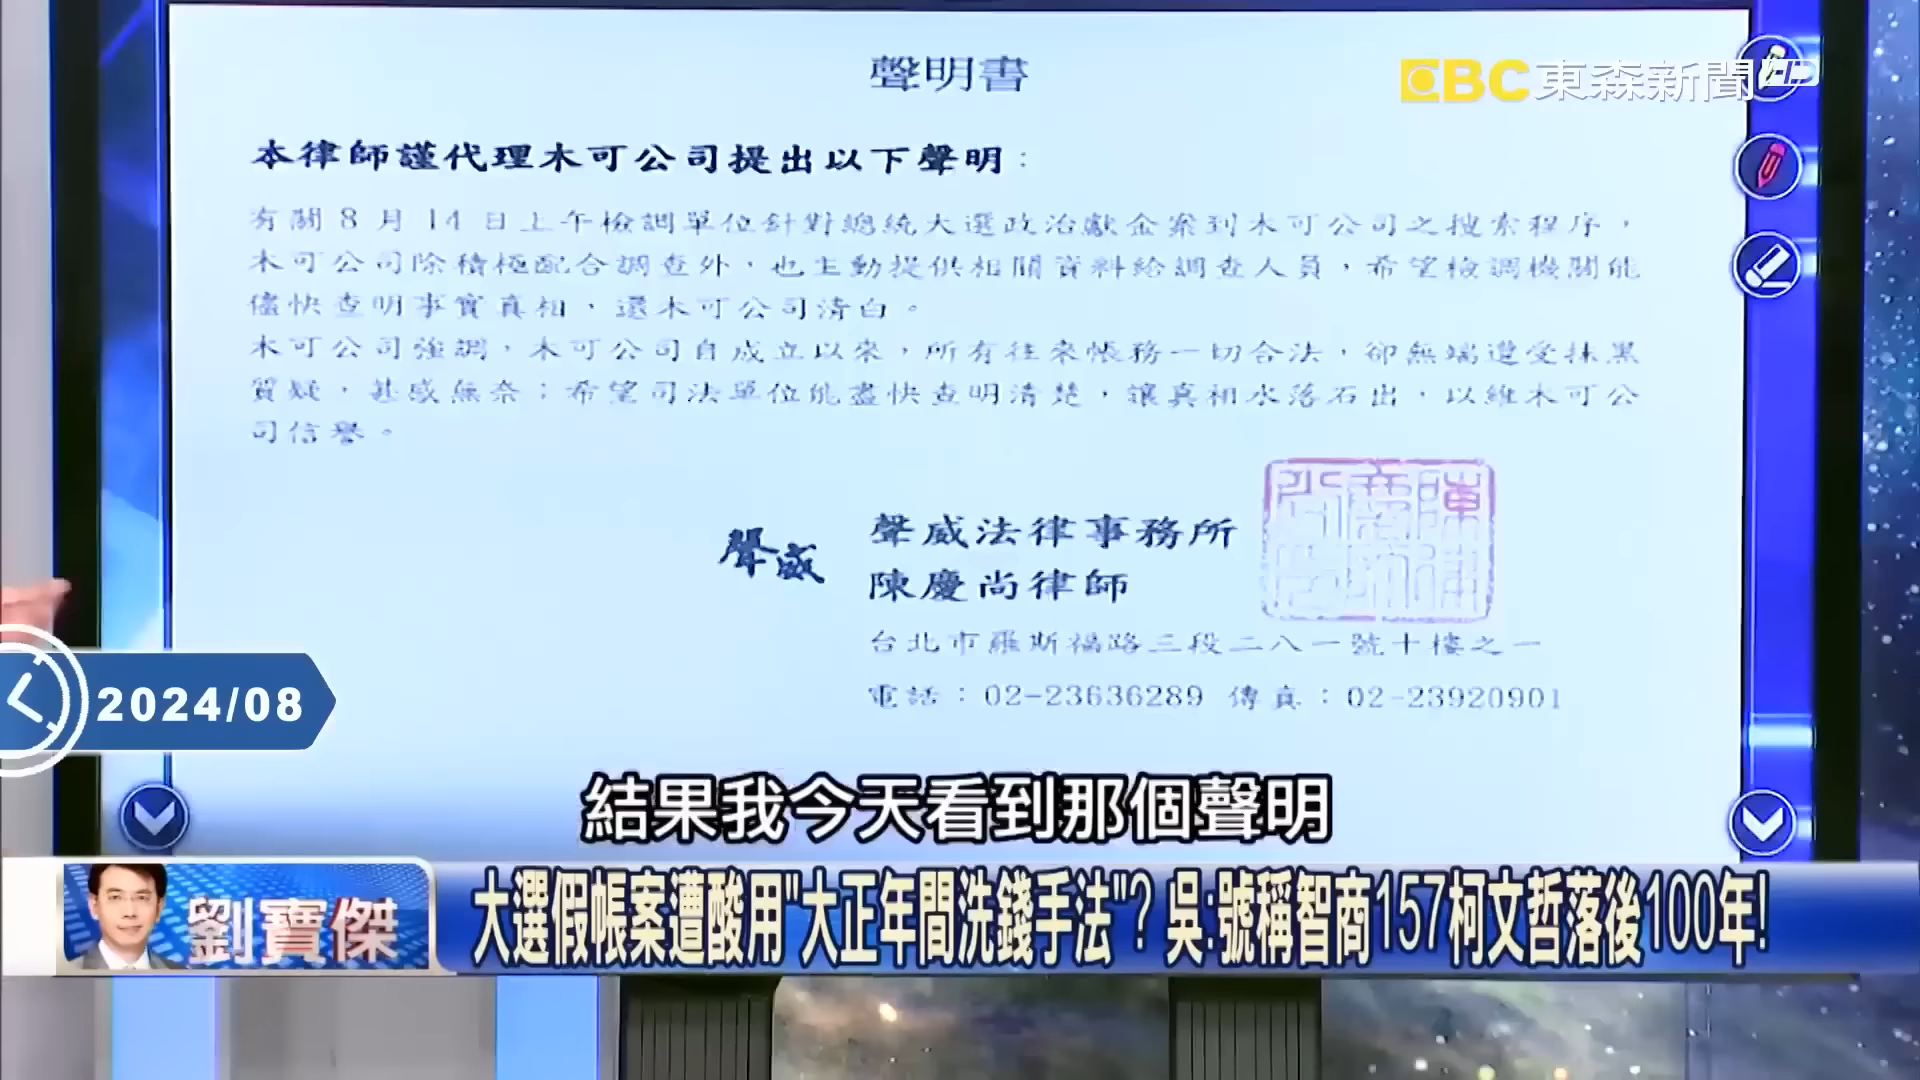 聲明書
EBC東森新聞
本律師謹代理木可公司提出以下聲明：
有關8月14日上午檢調單位針對總統大選政治獻金案到木可公司之搜索程序，
木可公司除積極配合調查外，也主動提供相關資料給調查人員，希望檢調機關能
儘快查明事實真相，還木可公司清白。
木可公司強調，木可公司自成立以來，所有往來帳務一切合法，卻無端遭受抹黑
質疑，甚感無奈；希望司法單位能盡快查明清楚，讓真相水落石出，以維木可公
司信譽。
聲威
聲威法律事務所
陳慶尚律師
台北市羅斯福路三段二八一號十樓之一
電話：02-23636289 傳真：02-23920901
2024/08
結果我今天看到那個聲明
劉寶傑
大選假帳案遭酸用"大正年間洗錢手法"? 吳:號稱智商157柯文哲落後100年!